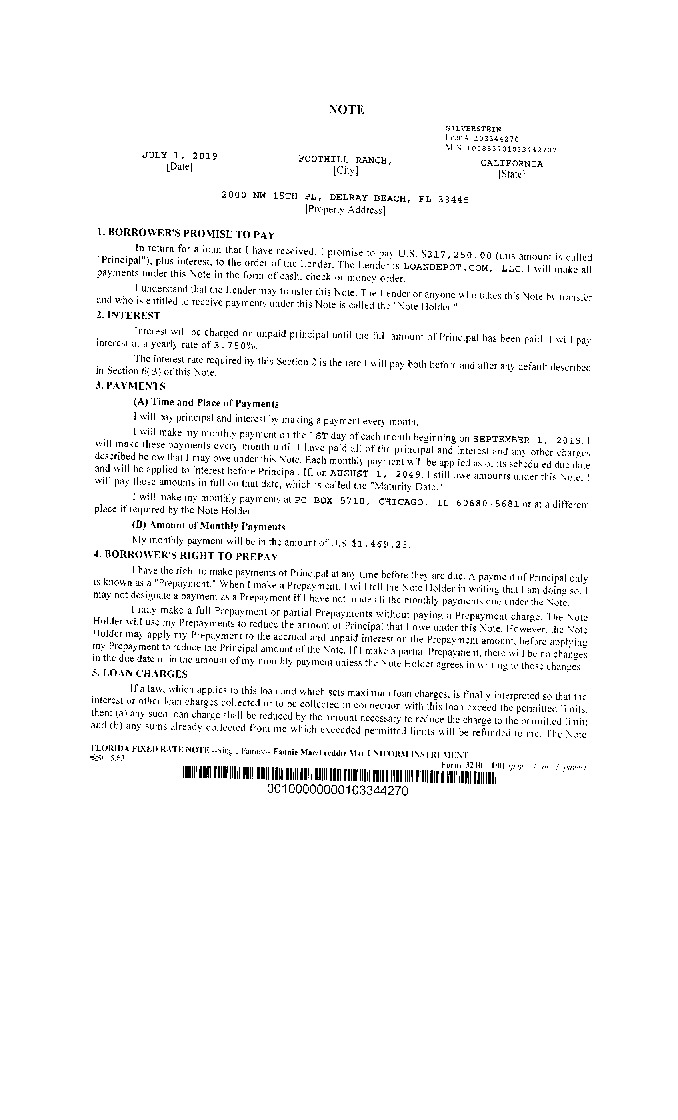 NOTE
SILVERSTEIN
Loan #: 103344270
MIN:
JULY 1, 2019
[Date]
FOOTHILL RANCH,
[City]
CALIFORNIA
[State]
2000 NW 15TH PL, DELRAY BEACH, FL 33445
[Property Address]
1. BORROWER'S PROMISE TO PAY
In return for a loan that I have received, I promise to pay U.S. $317,250.00 (this amount is called
"Principal"), plus interest, to the order of the Lender. The Lender is LOANDEPOT.COM, LLC. I will make all
payments under this Note in the form of cash, check or money order.
I understand that the Lender may transfer this Note. The Lender or anyone who takes this Note by transfer
and who is entitled to receive payments under this Note is called the "Note Holder."
2. INTEREST
Interest will be charged on unpaid principal until the full amount of Principal has been paid. I will pay
interest at a yearly rate of 3.750%.
The interest rate required by this Section 2 is the rate I will pay both before and after any default described
in Section 6(B) of this Note.
3. PAYMENTS
(A) Time and Place of Payments
I will pay principal and interest by making a payment every month.
I will make my monthly payment on the 1ST day of each month beginning on SEPTEMBER 1, 2019. I
will make these payments every month until I have paid all of the principal and interest and any other charges
described below that I may owe under this Note. Each monthly payment will be applied as of its scheduled due date
and will be applied to interest before Principal. If, on AUGUST 1, 2049, I still owe amounts under this Note, I
will pay those amounts in full on that date, which is called the "Maturity Date."
I will make my monthly payments at PO BOX 5710, CHICAGO, IL 60680-5681 or at a different
place if required by the Note Holder.
(B) Amount of Monthly Payments
My monthly payment will be in the amount of U.S. $1,469.23.
4. BORROWER'S RIGHT TO PREPAY
I have the right to make payments of Principal at any time before they are due. A payment of Principal only
is known as a "Prepayment." When I make a Prepayment, I will tell the Note Holder in writing that I am doing so. I
may not designate a payment as a Prepayment if I have not made all the monthly payments due under the Note.
I may make a full Prepayment or partial Prepayments without paying a Prepayment charge. The Note
Holder will use my Prepayments to reduce the amount of Principal that I owe under this Note. However, the Note
Holder may apply my Prepayment to the accrued and unpaid interest on the Prepayment amount, before applying
my Prepayment to reduce the Principal amount of the Note. If I make a partial Prepayment, there will be no changes
in the due date or in the amount of my monthly payment unless the Note Holder agrees in writing to those changes.
5. LOAN CHARGES
If a law, which applies to this loan and which sets maximum loan charges, is finally interpreted so that the
interest or other loan charges collected or to be collected in connection with this loan exceed the permitted limits,
then: (a) any such loan charge shall be reduced by the amount necessary to reduce the charge to the permitted limit;
and (b) any sums already collected from me which exceeded permitted limits will be refunded to me. The Note
FLORIDA FIXED RATE NOTE--Single Family--Fannie Mae/Freddie Mac UNIFORM INSTRUMENT
Form 3210 1/01
001000000000103344270